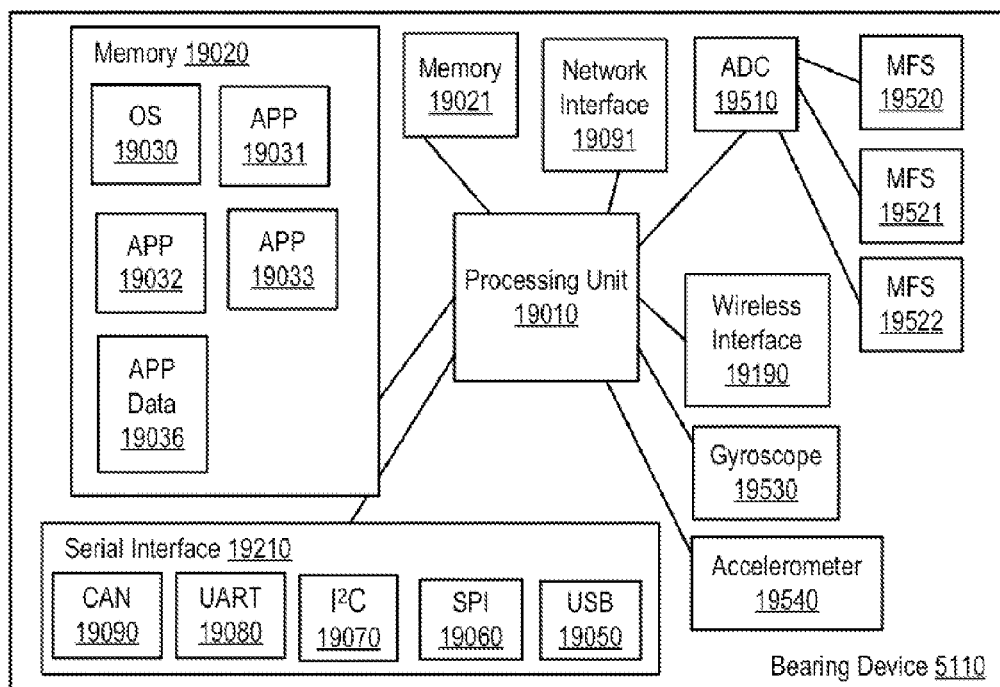 Memory 19020
OS
19030
APP
19031
APP
19032
APP
19033
APP
Data
19036
Memory
19021
Network
Interface
19091
ADC
19510
MFS
19520
MFS
19521
MFS
19522
Processing Unit
19010
Wireless
Interface
19190
Gyroscope
19530
Accelerometer
19540
Serial Interface 19210
CAN
19090
UART
19080
I²C
19070
SPI
19060
USB
19050
Bearing Device 5110